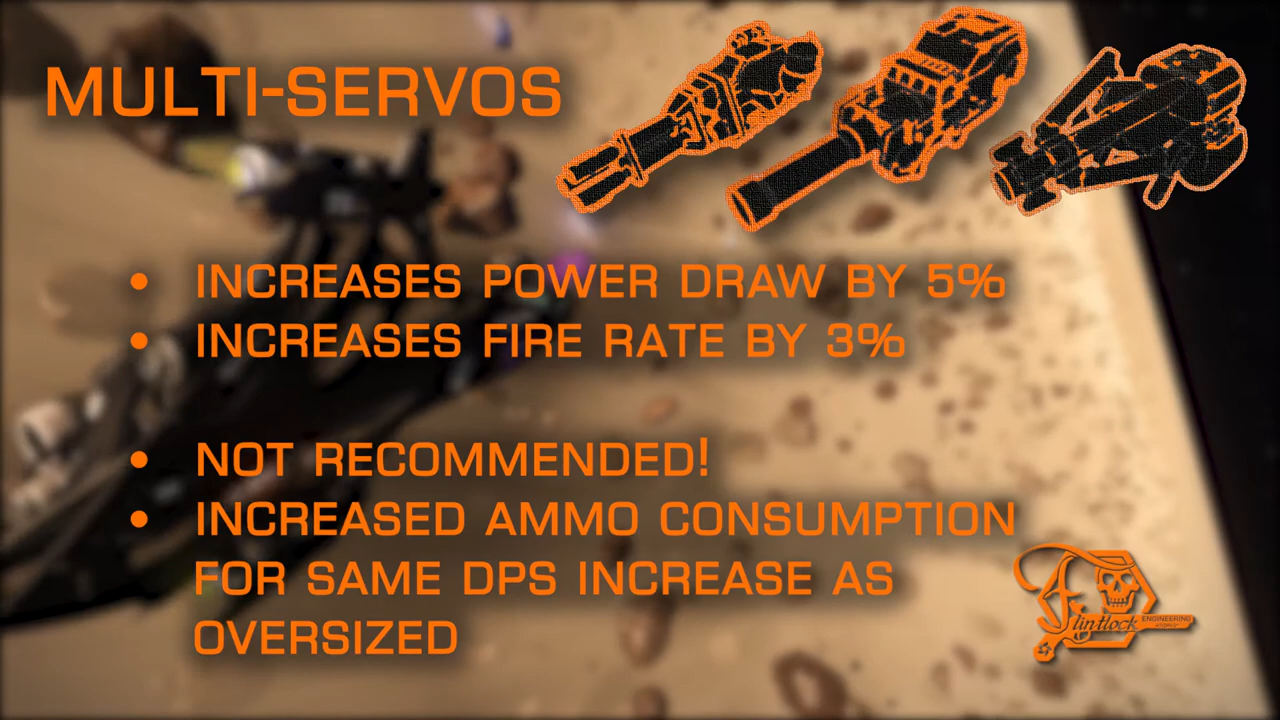 MULTI-SERVOS
• INCREASES POWER DRAW BY 5%
• INCREASES FIRE RATE BY 3%
• NOT RECOMMENDED!
• INCREASED AMMO CONSUMPTION
FOR SAME DPS INCREASE AS
OVERSIZED
Flintlock
ENGINEERING